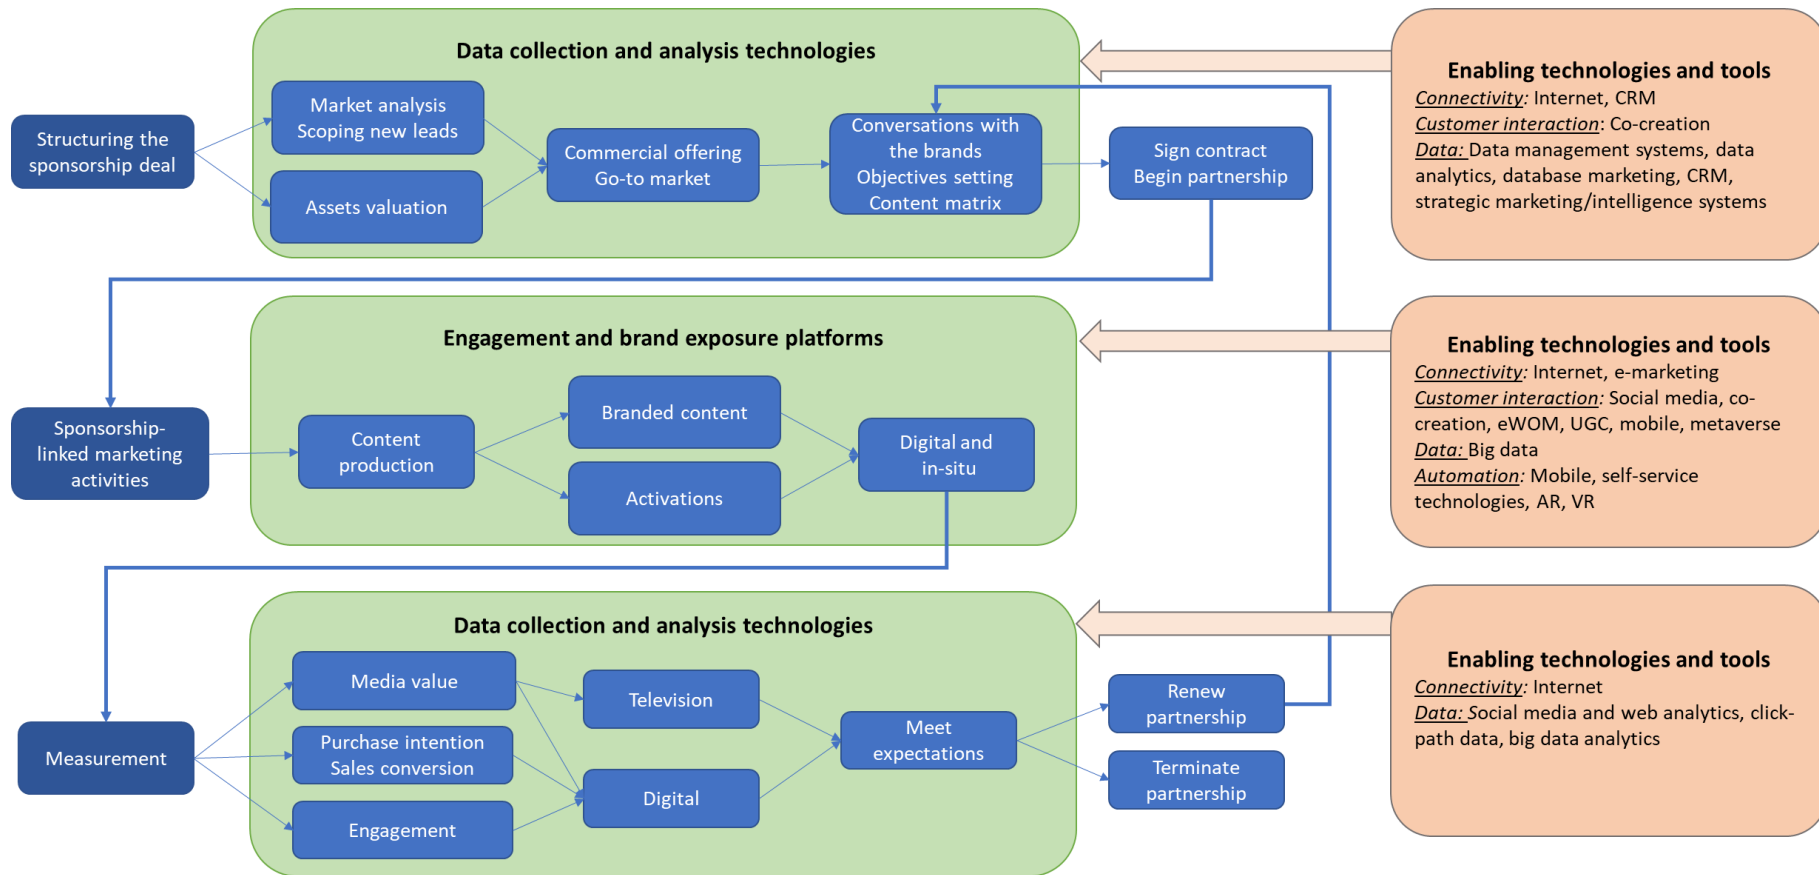 Data collection and analysis technologies
Structuring the
sponsorship deal
Market analysis
Scoping new leads
Assets valuation
Commercial offering
Go-to market
Conversations with
the brands
Objectives setting
Content matrix
Sign contract
Begin partnership
Enabling technologies and tools
Connectivity: Internet, CRM
Customer interaction: Co-creation
Data: Data management systems, data
analytics, database marketing, CRM,
strategic marketing/intelligence systems
Engagement and brand exposure platforms
Sponsorship-
linked marketing
activities
Content
production
Branded content
Activations
Digital and
in-situ
Enabling technologies and tools
Connectivity: Internet, e-marketing
Customer interaction: Social media, co-
creation, eWOM, UGC, mobile, metaverse
Data: Big data
Automation: Mobile, self-service
technologies, AR, VR
Data collection and analysis technologies
Measurement
Media value
Purchase intention
Sales conversion
Engagement
Television
Digital
Meet
expectations
Renew
partnership
Terminate
partnership
Enabling technologies and tools
Connectivity: Internet
Data: Social media and web analytics, click-
path data, big data analytics